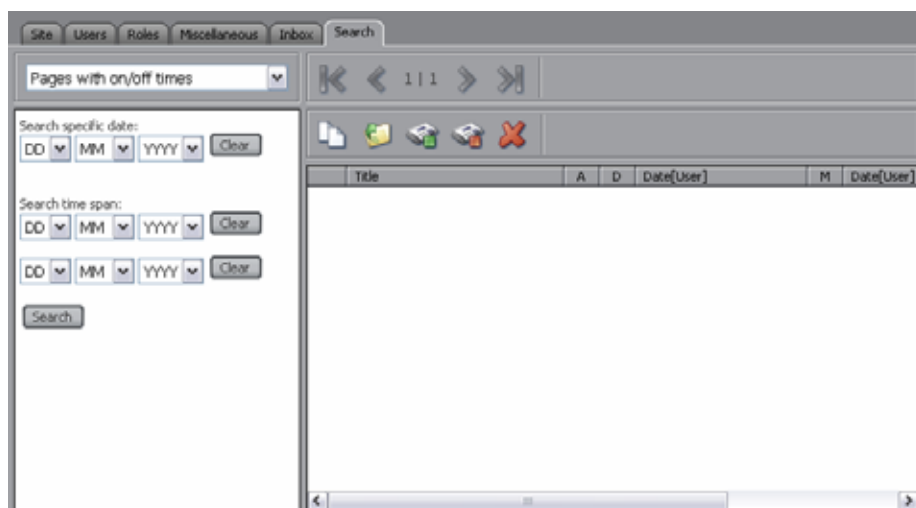 Site Users Roles Miscellaneous Inbox Search
Pages with on/off times
1 | 1
Search specific date:
DD MM YYYY Clear
Search time span:
DD MM YYYY Clear
DD MM YYYY Clear
Search
Title A D Date[User] M Date[User]